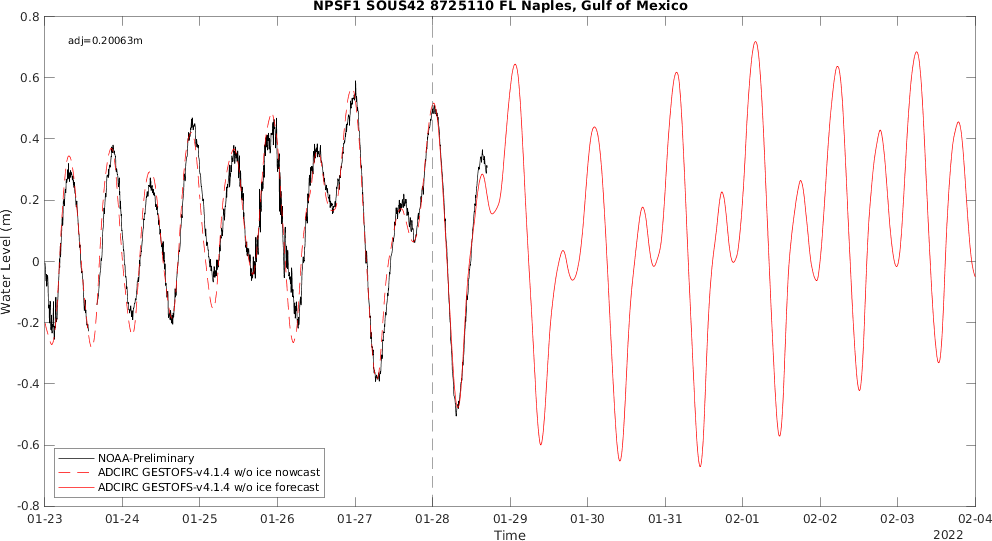 NPSF1 SOUS42 8725110 FL Naples, Gulf of Mexico
adj=0.20063m
0.8
0.6
0.4
0.2
0
-0.2
-0.4
-0.6
-0.8
Water Level (m)
NOAA-Preliminary
ADCIRC GESTOFS-v4.1.4 w/o ice nowcast
ADCIRC GESTOFS-v4.1.4 w/o ice forecast
01-23 01-24 01-25 01-26 01-27 01-28 01-29 01-30 01-31 02-01 02-02 02-03 02-04
Time
2022